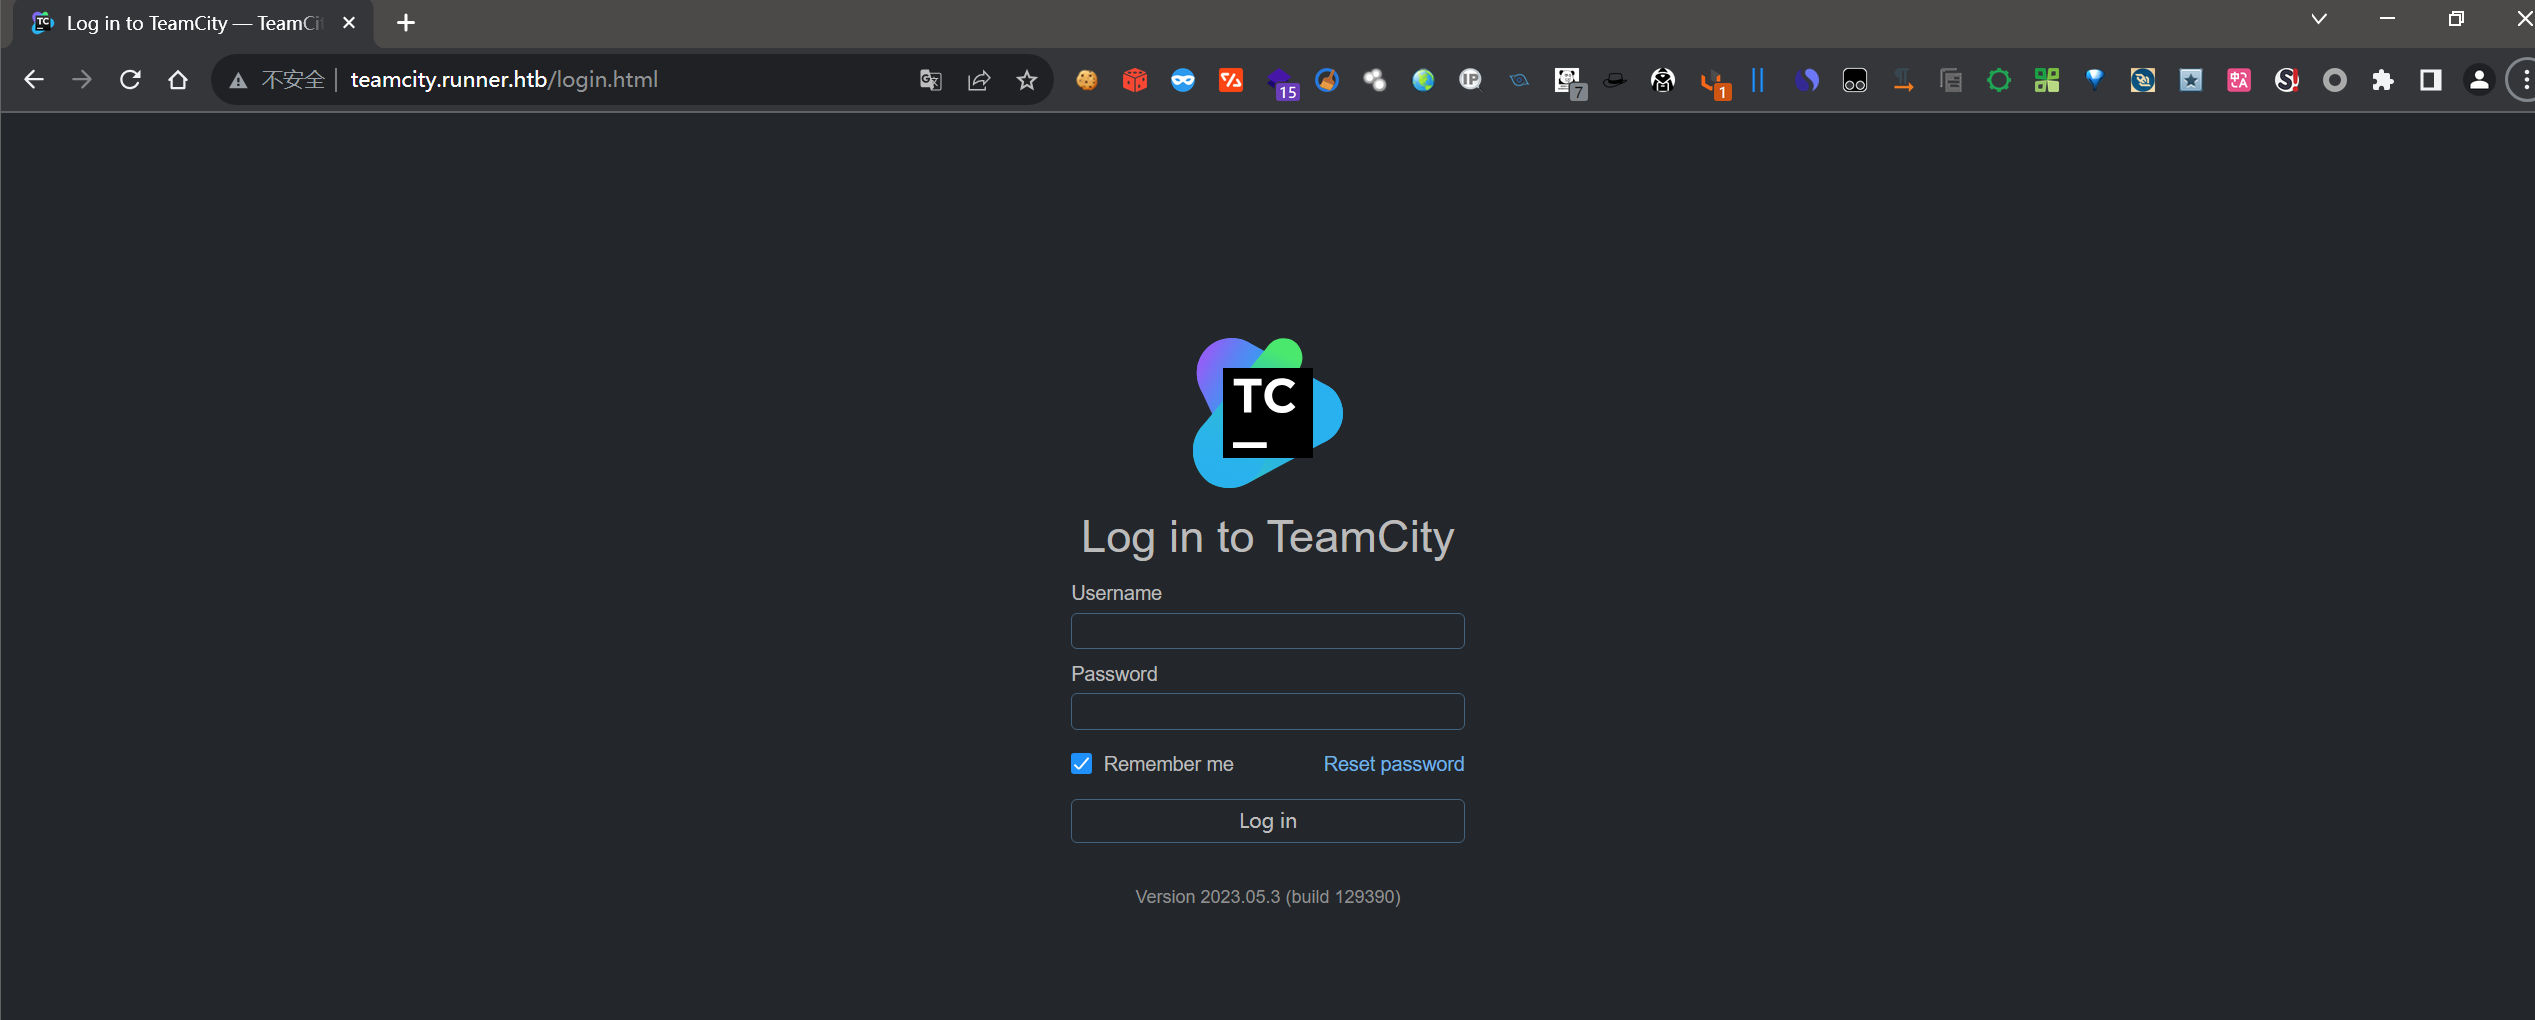 Log in to TeamCity — TeamCit
不安全 teamcity.runner.htb/login.html
15
7
1
TC
Log in to TeamCity
Username
Password
Remember me
Reset password
Log in
Version 2023.05.3 (build 129390)